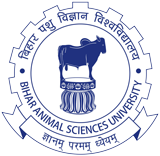 बिहार पशु विज्ञान विश्वविद्यालय
BIHAR ANIMAL SCIENCES UNIVERSITY
ज्ञानम् परमम् ध्येयम्